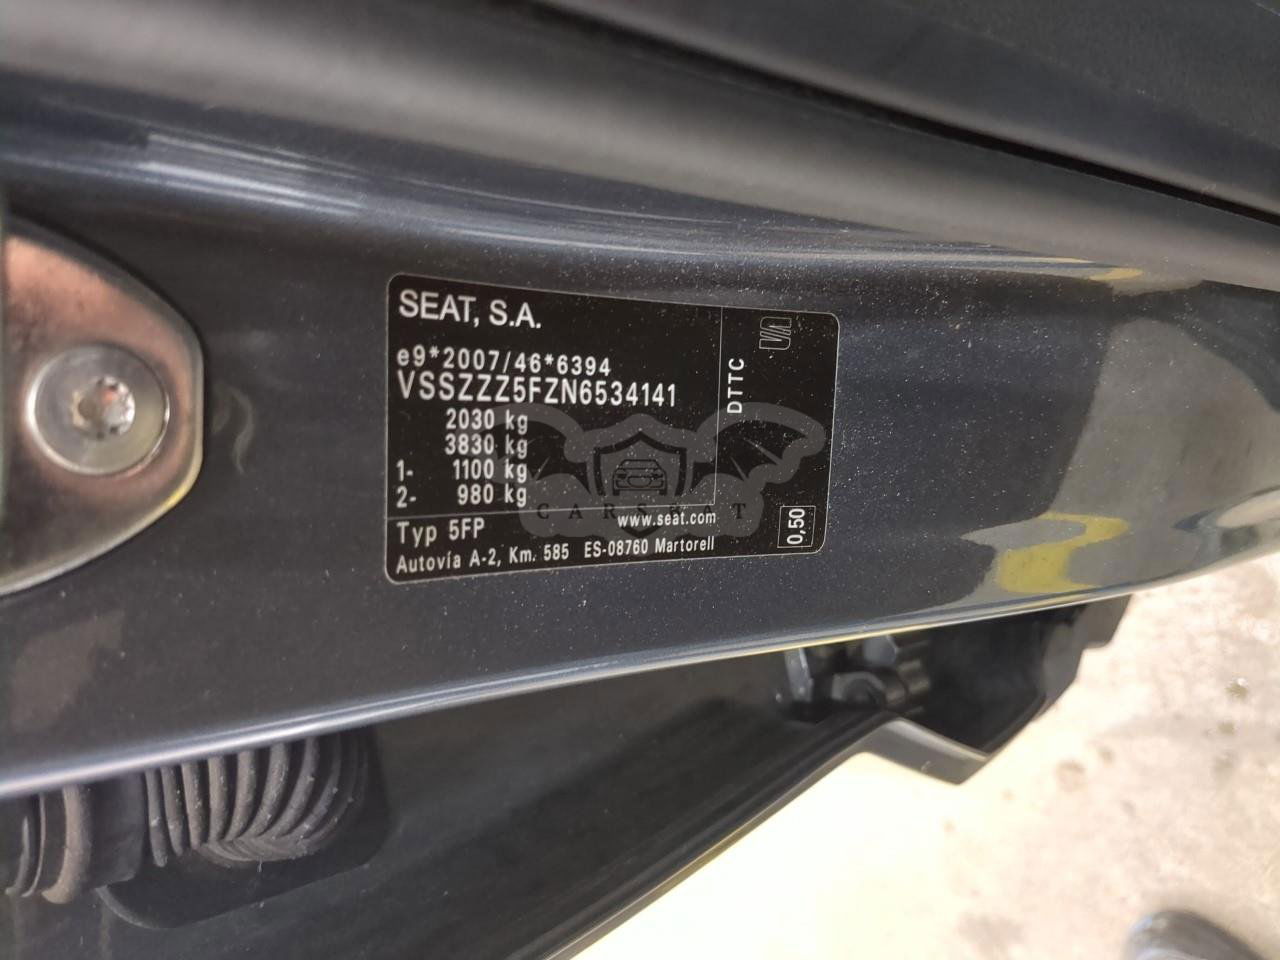 SEAT, S.A.
e9*2007/46*6394
VSSZZZ5FZN6534141
2030 kg
3830 kg
1- 1100 kg
2- 980 kg
DTTC
CARSEAT
Typ 5FP www.seat.com
Autovía A-2, Km. 585 ES-08760 Martorell
0,50